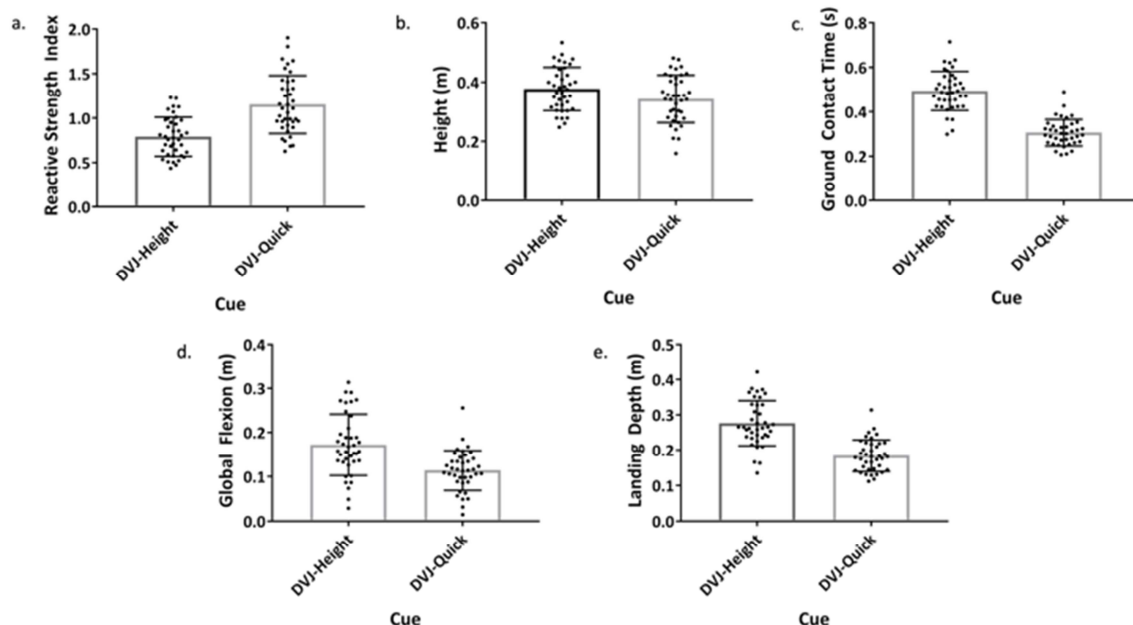 a.
Reactive Strength Index
2.0
1.5
1.0
0.5
0.0
DVJ-Height
DVJ-Quick
Cue
b.
Height (m)
0.6
0.4
0.2
0.0
DVJ-Height
DVJ-Quick
Cue
c.
Ground Contact Time (s)
0.8
0.6
0.4
0.2
0.0
DVJ-Height
DVJ-Quick
Cue
d.
Global Flexion (m)
0.4
0.3
0.2
0.1
0.0
DVJ-Height
DVJ-Quick
Cue
e.
Landing Depth (m)
0.5
0.4
0.3
0.2
0.1
0.0
DVJ-Height
DVJ-Quick
Cue